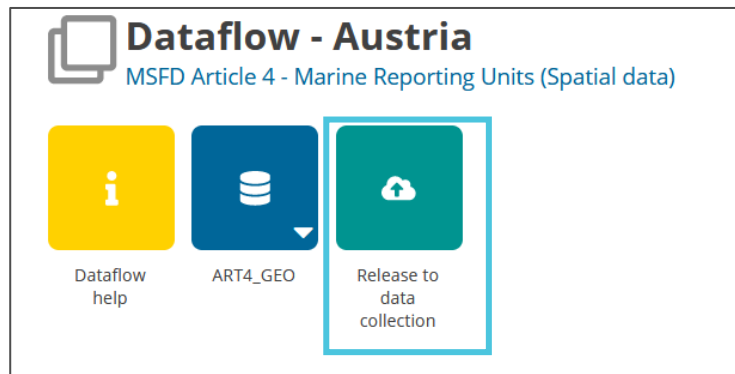 Dataflow - Austria
MSFD Article 4 - Marine Reporting Units (Spatial data)
Dataflow
help
ART4_GEO
Release to
data
collection